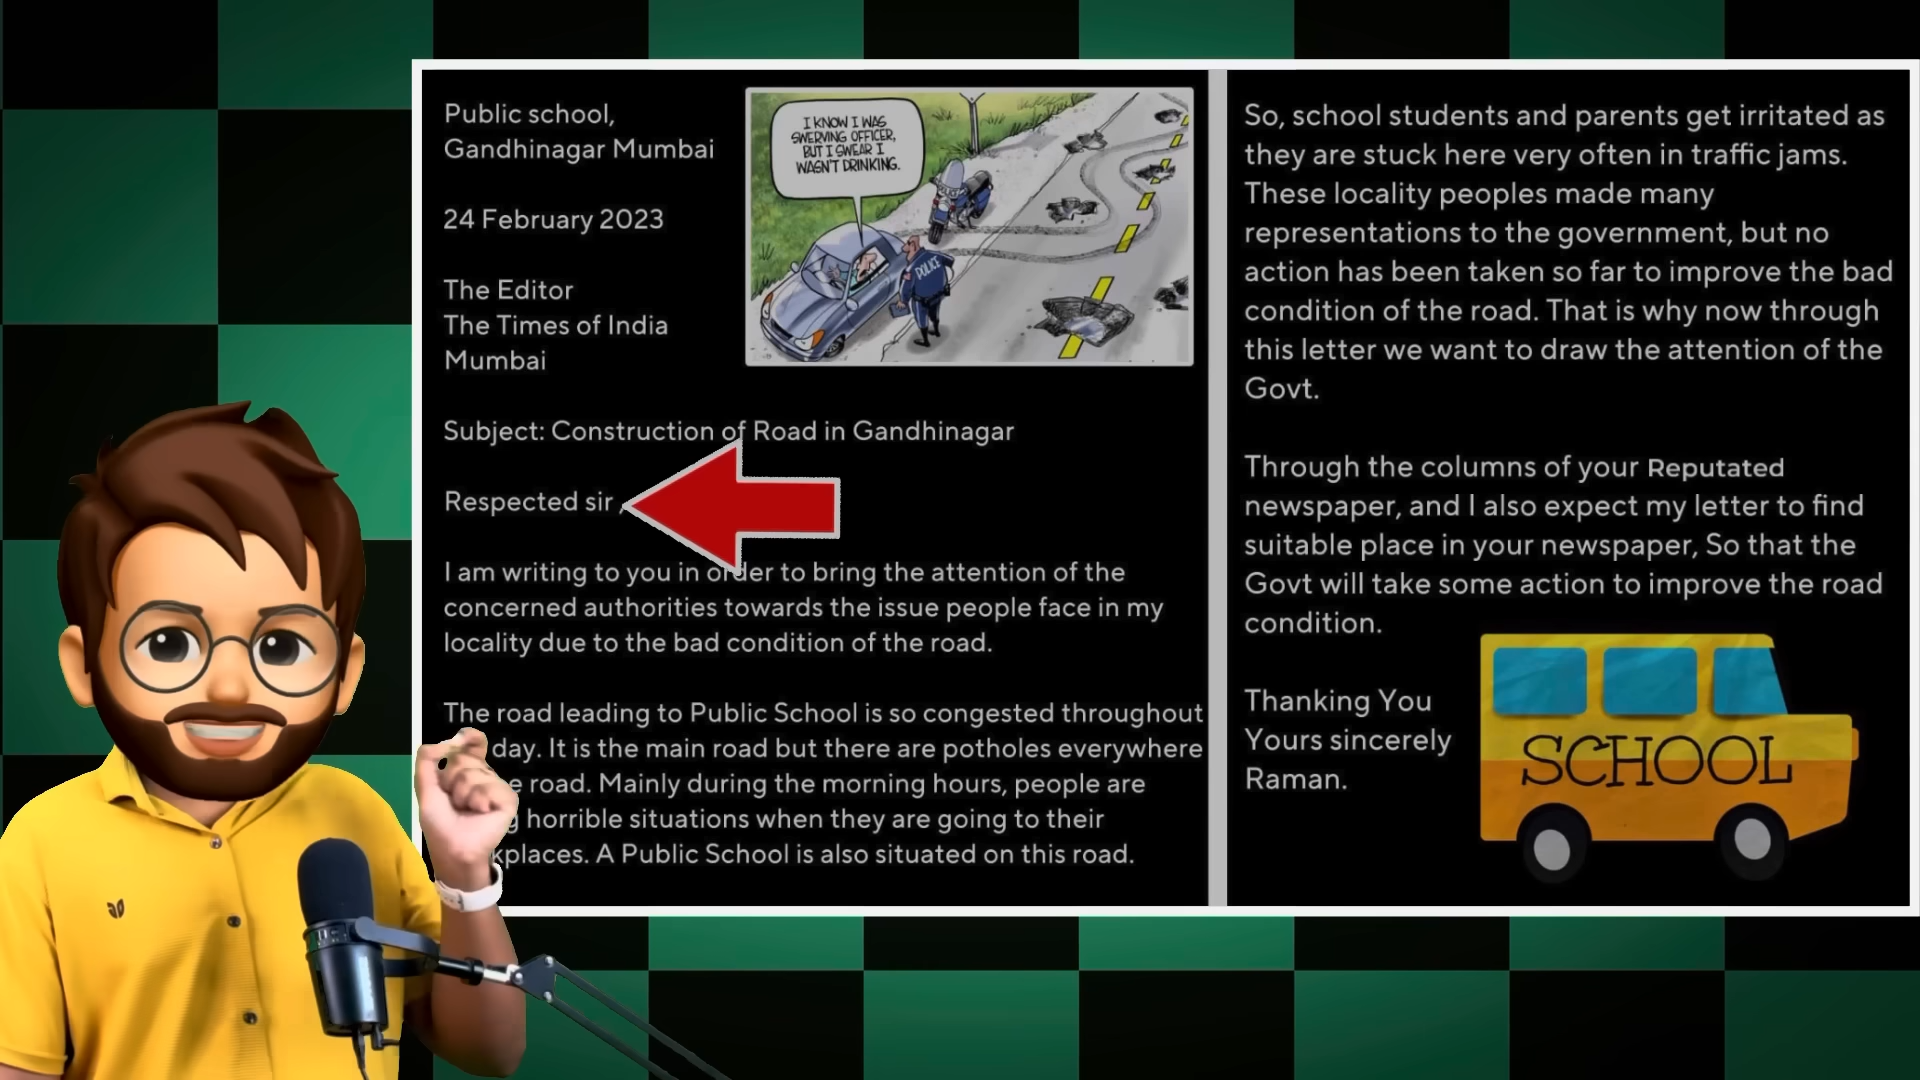 Public school,
Gandhinagar Mumbai
24 February 2023
The Editor
The Times of India
Mumbai
I KNOW I WAS
SWERVING OFFICER,
BUT I SWEAR I
WASN'T DRINKING.
POLICE
Subject: Construction of Road in Gandhinagar
Respected sir ,
I am writing to you in order to bring the attention of the
concerned authorities towards the issue people face in my
locality due to the bad condition of the road.
The road leading to Public School is so congested throughout
day. It is the main road but there are potholes everywhere
road. Mainly during the morning hours, people are
horrible situations when they are going to their
kplaces. A Public School is also situated on this road.
So, school students and parents get irritated as
they are stuck here very often in traffic jams.
These locality peoples made many
representations to the government, but no
action has been taken so far to improve the bad
condition of the road. That is why now through
this letter we want to draw the attention of the
Govt.
Through the columns of your Reputated
newspaper, and I also expect my letter to find
suitable place in your newspaper, So that the
Govt will take some action to improve the road
condition.
Thanking You
Yours sincerely
Raman.
SCHOOL